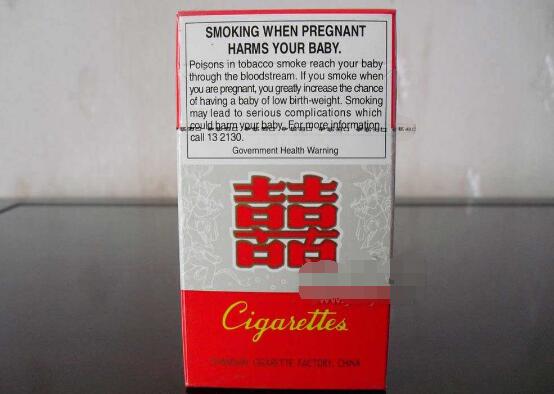 SMOKING WHEN PREGNANT
HARMS YOUR BABY.
Poisons in tobacco smoke reach your baby
through the bloodstream. If you smoke when
you are pregnant, you greatly increase the chance
of having a baby of low birth-weight. Smoking
may lead to serious complications which
could harm your baby. For more information
call 13 2130.
Government Health Warning
囍
Cigarettes
CIGARETTE FACTORY, CHINA